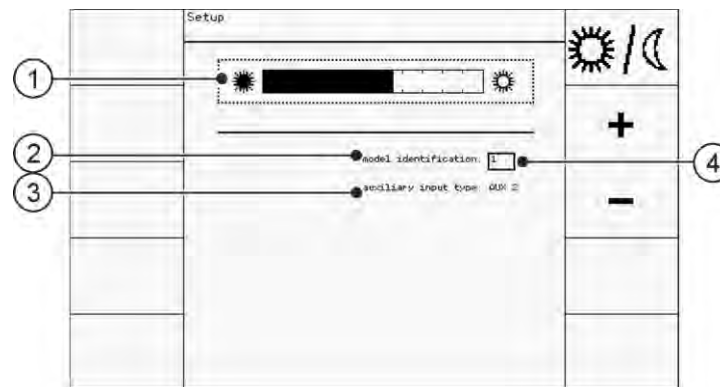 Setup
1
+
2
model identification: 1
4
3
auxiliary input type: AUX 2
-